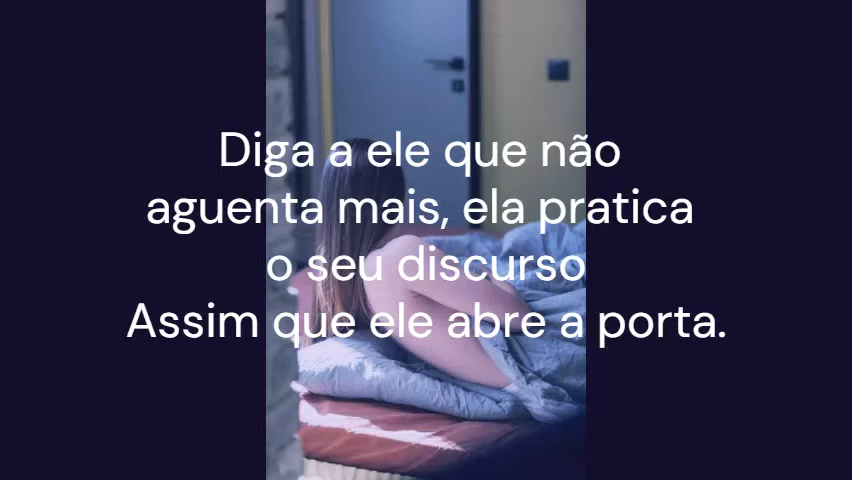 Diga a ele que não
aguenta mais, ela pratica
o seu discurso
Assim que ele abre a porta.